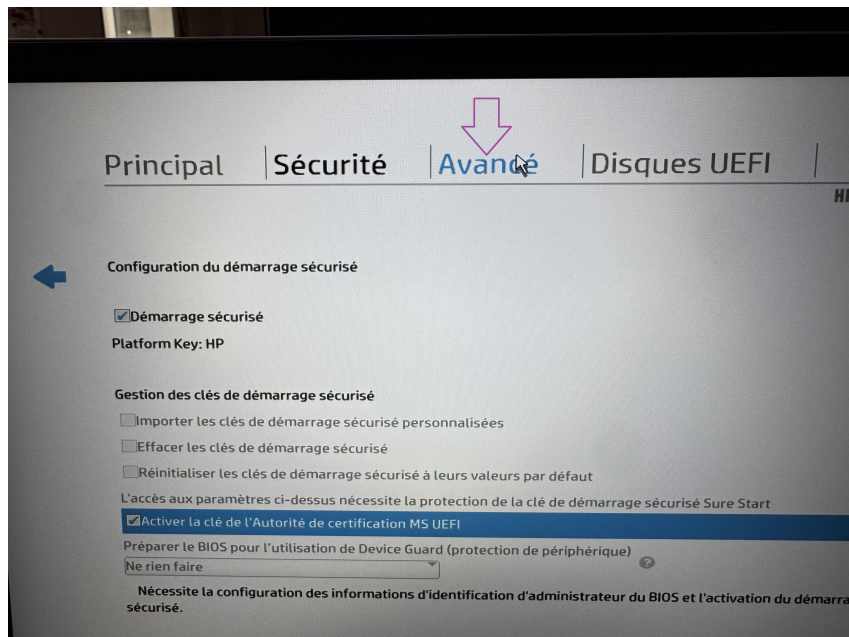 Principal Sécurité Avancé Disques UEFI
Configuration du démarrage sécurisé
Démarrage sécurisé
Platform Key: HP
Gestion des clés de démarrage sécurisé
Importer les clés de démarrage sécurisé personnalisées
Effacer les clés de démarrage sécurisé
Réinitialiser les clés de démarrage sécurisé à leurs valeurs par défaut
L'accès aux paramètres ci-dessus nécessite la protection de la clé de démarrage sécurisé Sure Start
Activer la clé de l'Autorité de certification MS UEFI
Préparer le BIOS pour l'utilisation de Device Guard (protection de périphérique) ?
Ne rien faire
Nécessite la configuration des informations d'identification d'administrateur du BIOS et l'activation du
sécurisé.